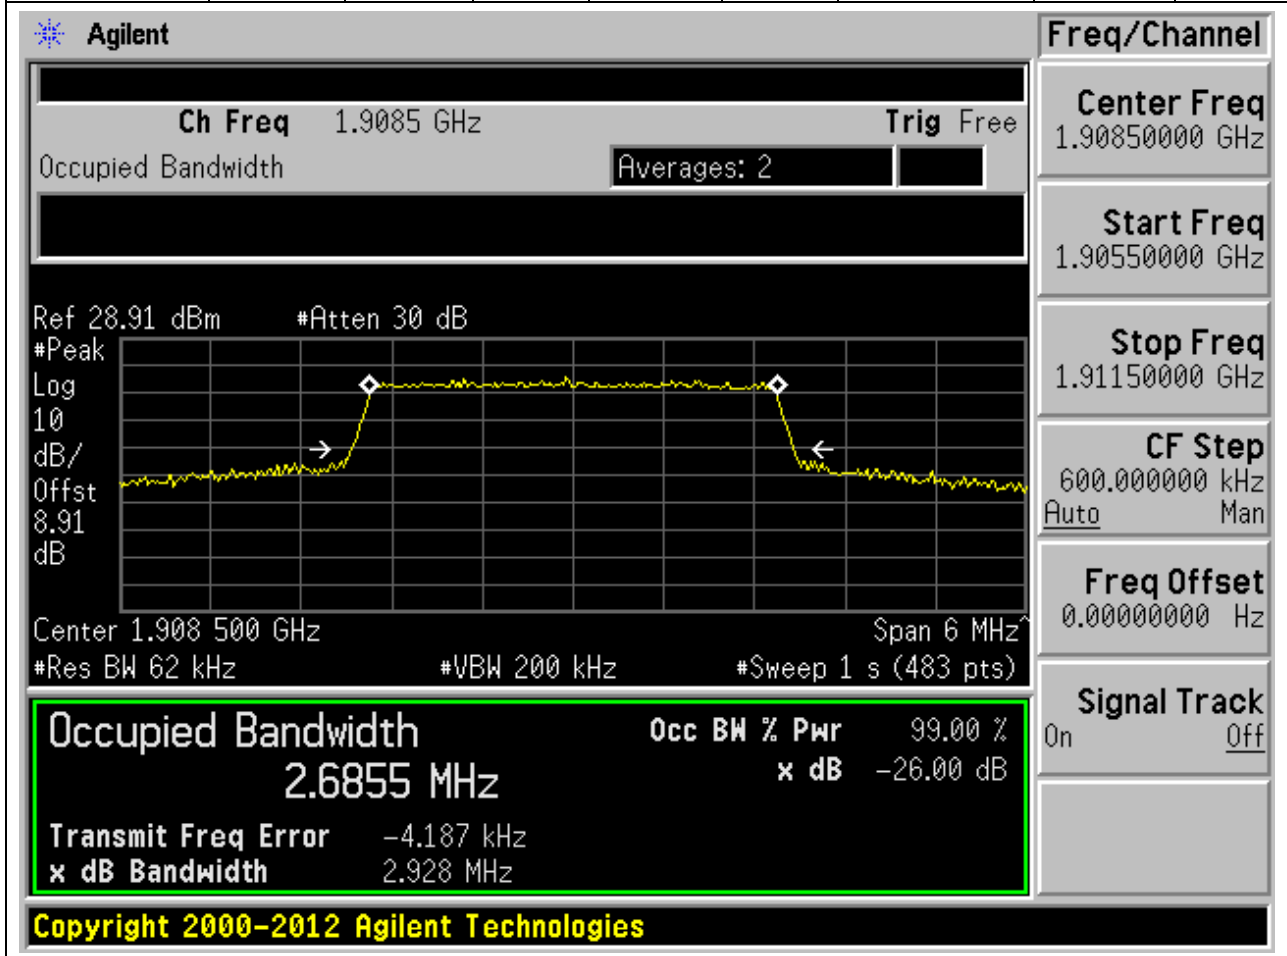 Agilent
Freq/Channel
Ch Freq 1.9085 GHz Trig Free
Occupied Bandwidth Averages: 2
Center Freq
1.90850000 GHz
Start Freq
1.90550000 GHz
Stop Freq
1.91150000 GHz
CF Step
600.000000 kHz
Auto Man
Freq Offset
0.00000000 Hz
Signal Track
On Off
Ref 28.91 dBm #Atten 30 dB
#Peak
Log
10
dB/
Offst
8.91
dB
Center 1.908 500 GHz Span 6 MHz^
#Res BW 62 kHz #VBW 200 kHz #Sweep 1 s (483 pts)
Occupied Bandwidth Occ BW % Pwr 99.00 %
2.6855 MHz x dB -26.00 dB
Transmit Freq Error -4.187 kHz
x dB Bandwidth 2.928 MHz
Copyright 2000-2012 Agilent Technologies